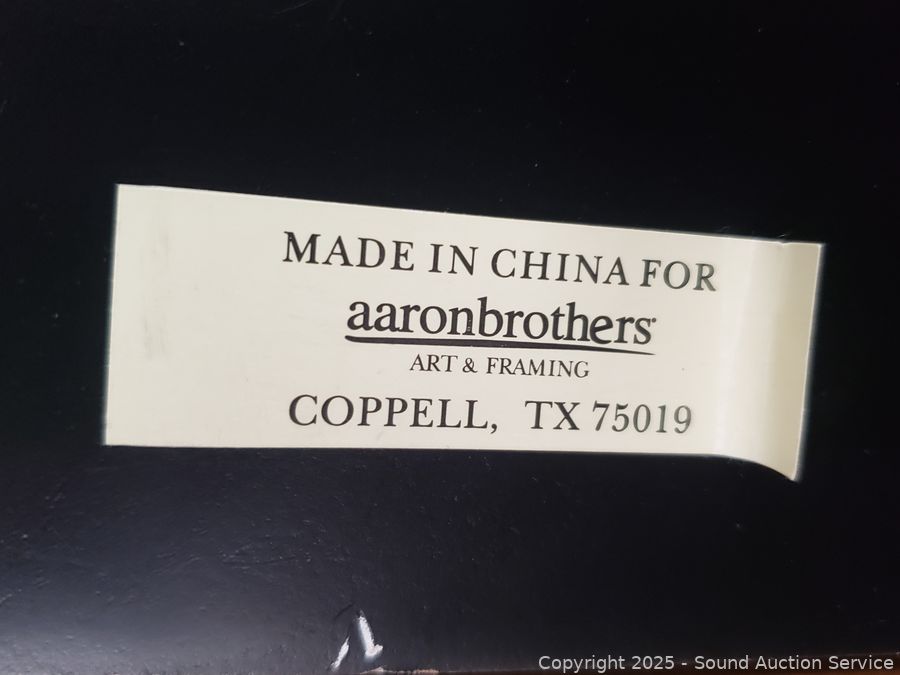 MADE IN CHINA FOR
aaronbrothers
ART & FRAMING
COPPELL, TX 75019
Copyright 2025 - Sound Auction Service